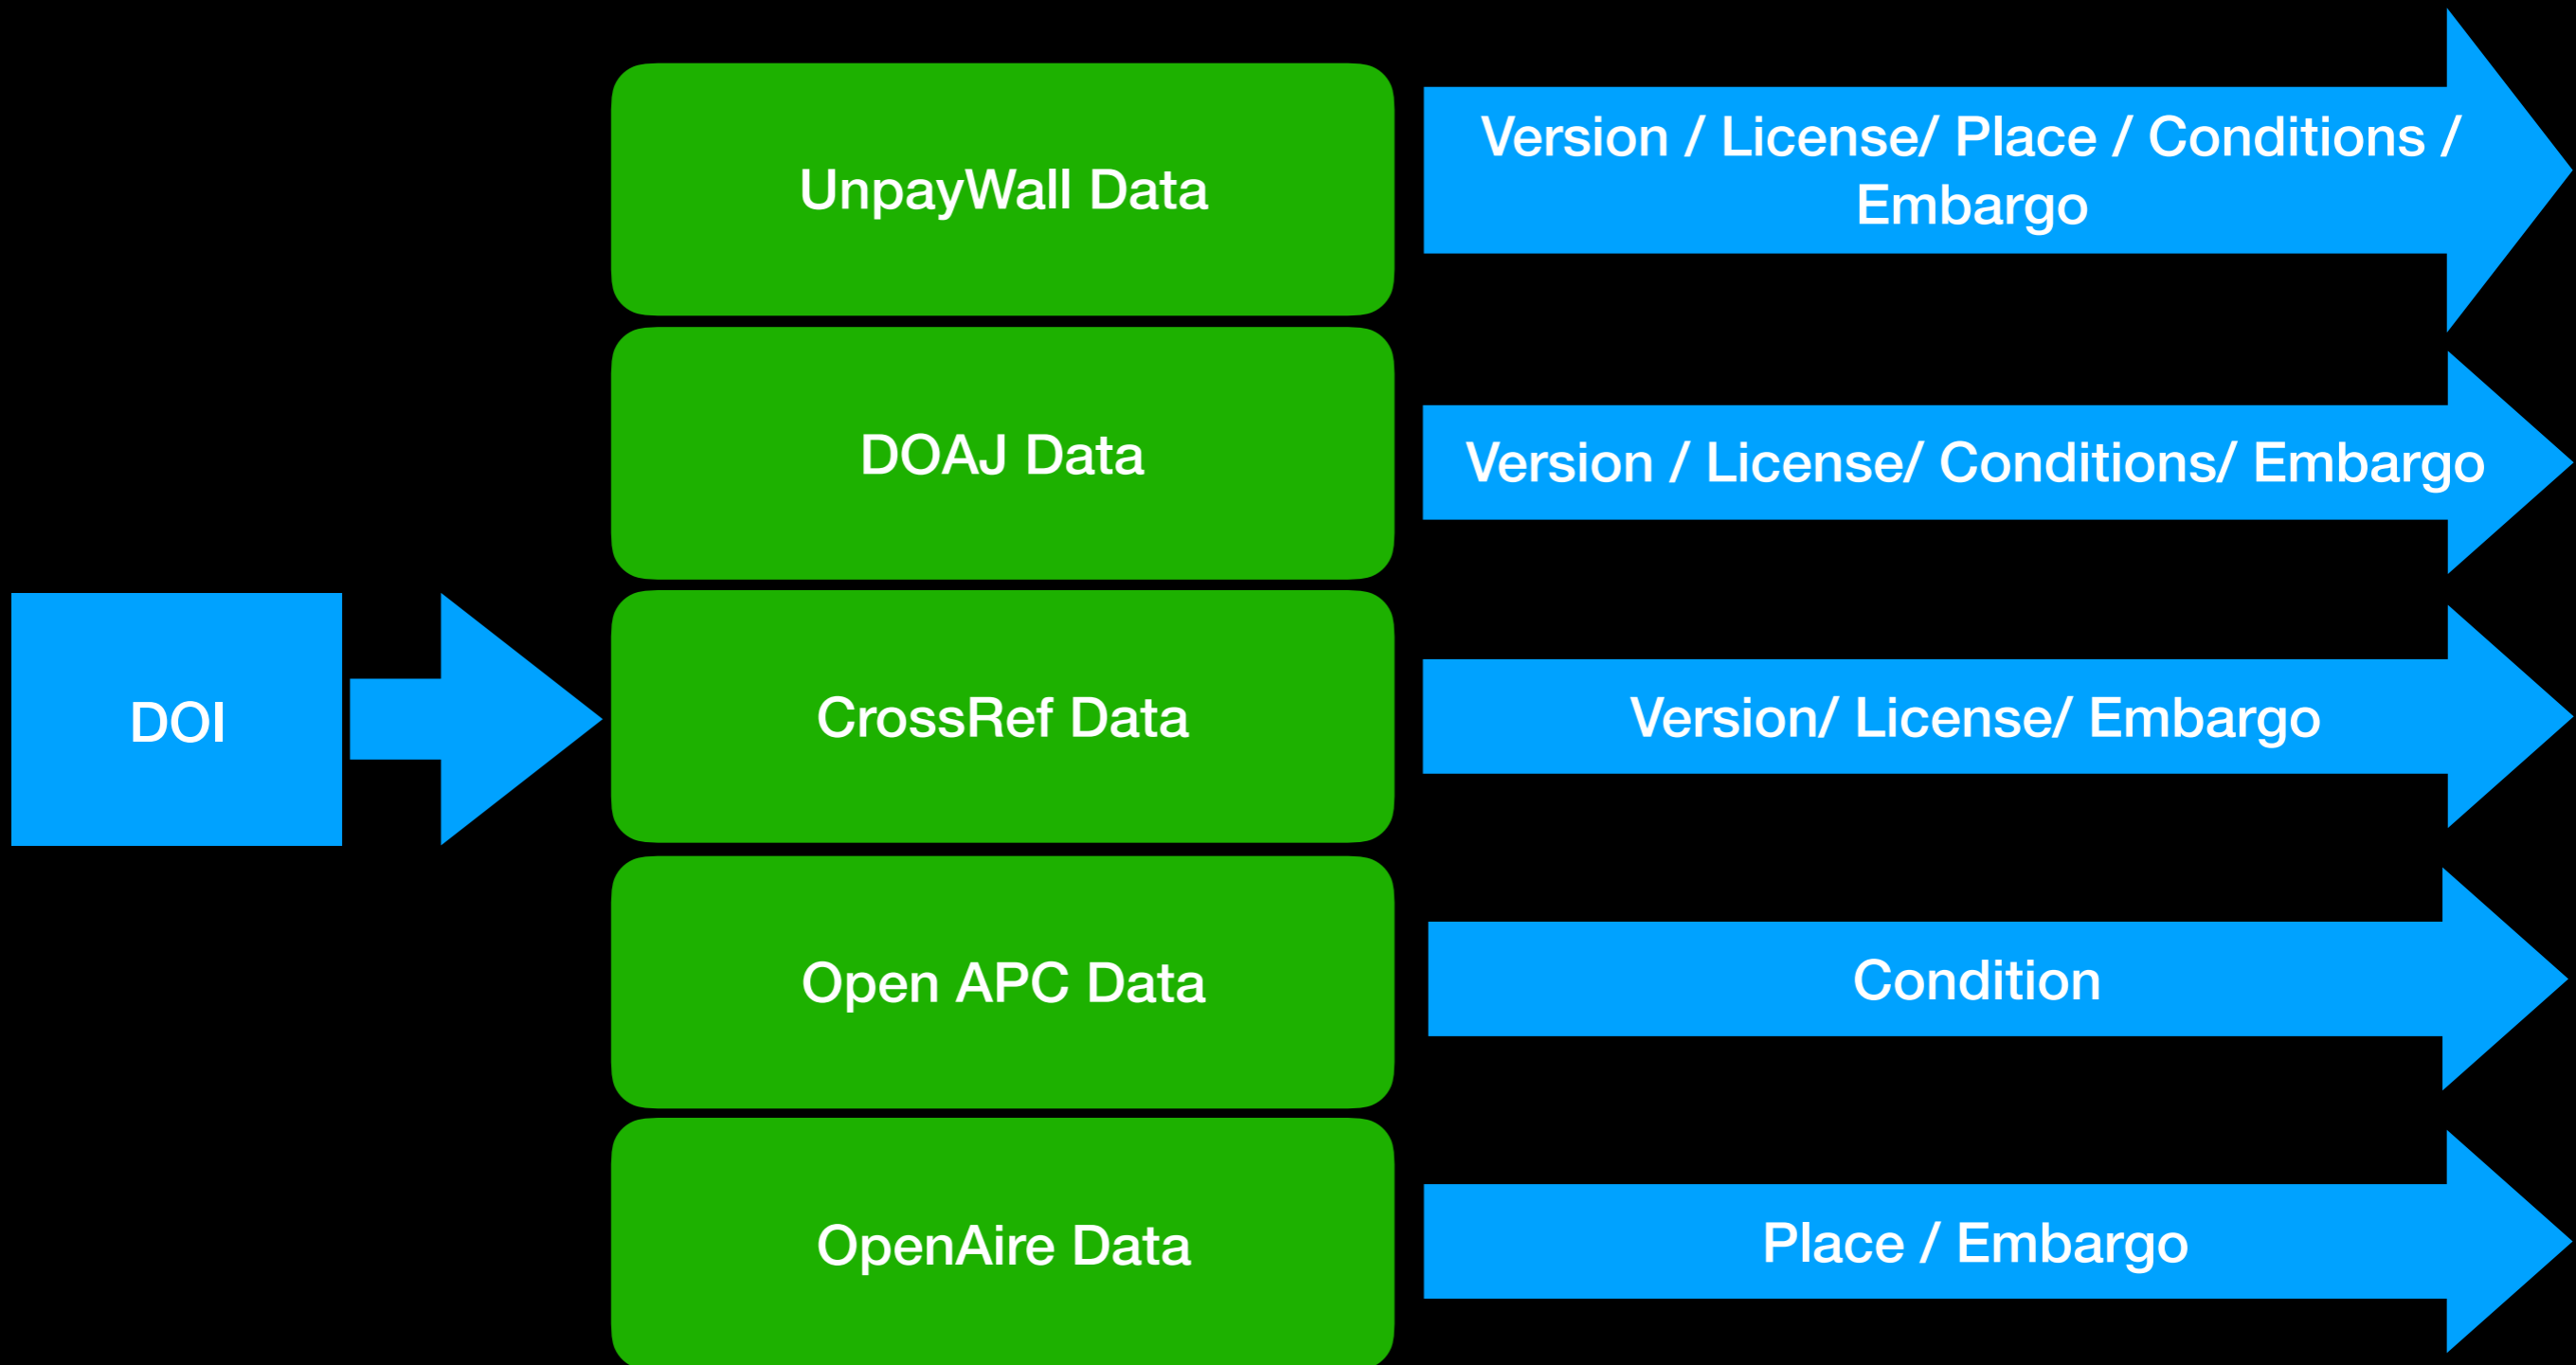 UnpayWall Data
Version / License/ Place / Conditions /
Embargo
DOAJ Data
Version / License/ Conditions/ Embargo
DOI
CrossRef Data
Version/ License/ Embargo
Open APC Data
Condition
OpenAire Data
Place / Embargo